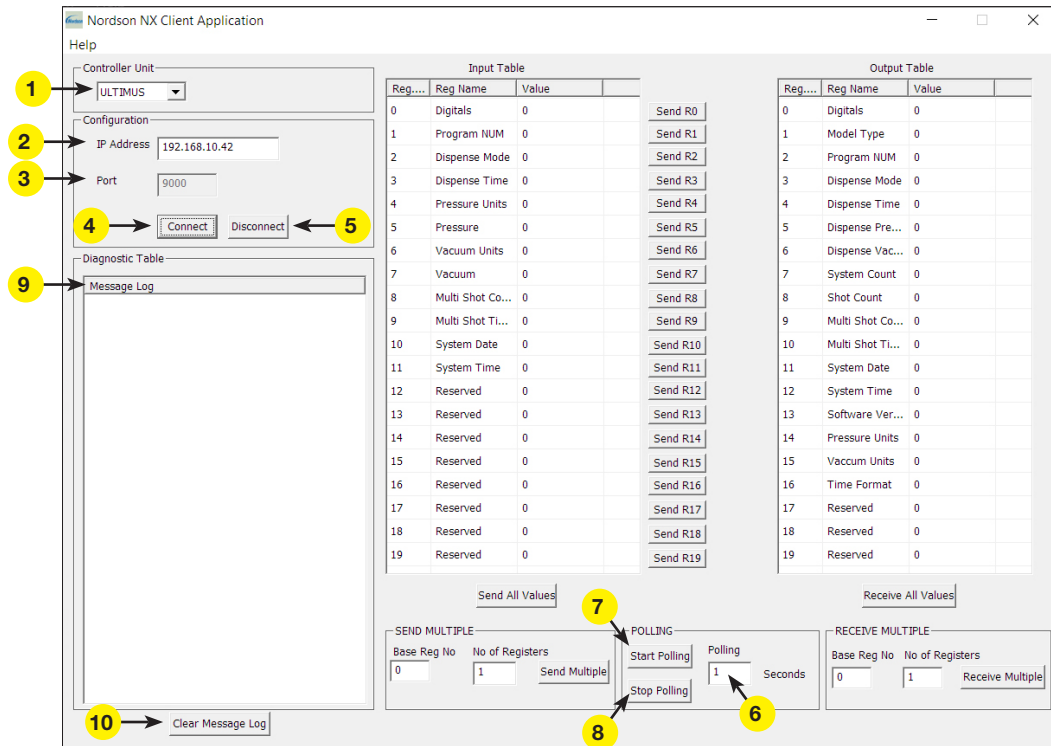 Nordson NX Client Application
Help
Controller Unit
1
ULTIMUS
Configuration
2
IP Address 192.168.10.42
3
Port 9000
4
Connect Disconnect
5
Diagnostic Table
9
Message Log
10
Clear Message Log
Input Table
Reg.... Reg Name Value
0 Digitals 0 Send R0
1 Program NUM 0 Send R1
2 Dispense Mode 0 Send R2
3 Dispense Time 0 Send R3
4 Pressure Units 0 Send R4
5 Pressure 0 Send R5
6 Vacuum Units 0 Send R6
7 Vacuum 0 Send R7
8 Multi Shot Co... 0 Send R8
9 Multi Shot Ti... 0 Send R9
10 System Date 0 Send R10
11 System Time 0 Send R11
12 Reserved 0 Send R12
13 Reserved 0 Send R13
14 Reserved 0 Send R14
15 Reserved 0 Send R15
16 Reserved 0 Send R16
17 Reserved 0 Send R17
18 Reserved 0 Send R18
19 Reserved 0 Send R19
Send All Values
Output Table
Reg.... Reg Name Value
0 Digitals 0
1 Model Type 0
2 Program NUM 0
3 Dispense Mode 0
4 Dispense Time 0
5 Dispense Pre... 0
6 Dispense Vac... 0
7 System Count 0
8 Shot Count 0
9 Multi Shot Co... 0
10 Multi Shot Ti... 0
11 System Date 0
12 System Time 0
13 Software Ver... 0
14 Pressure Units 0
15 Vaccum Units 0
16 Time Format 0
17 Reserved 0
18 Reserved 0
19 Reserved 0
Receive All Values
SEND MULTIPLE
Base Reg No No of Registers
0 1 Send Multiple
7
POLLING
Start Polling Polling
1 Seconds
Stop Polling
8
6
RECEIVE MULTIPLE
Base Reg No No of Registers
0 1 Receive Multiple